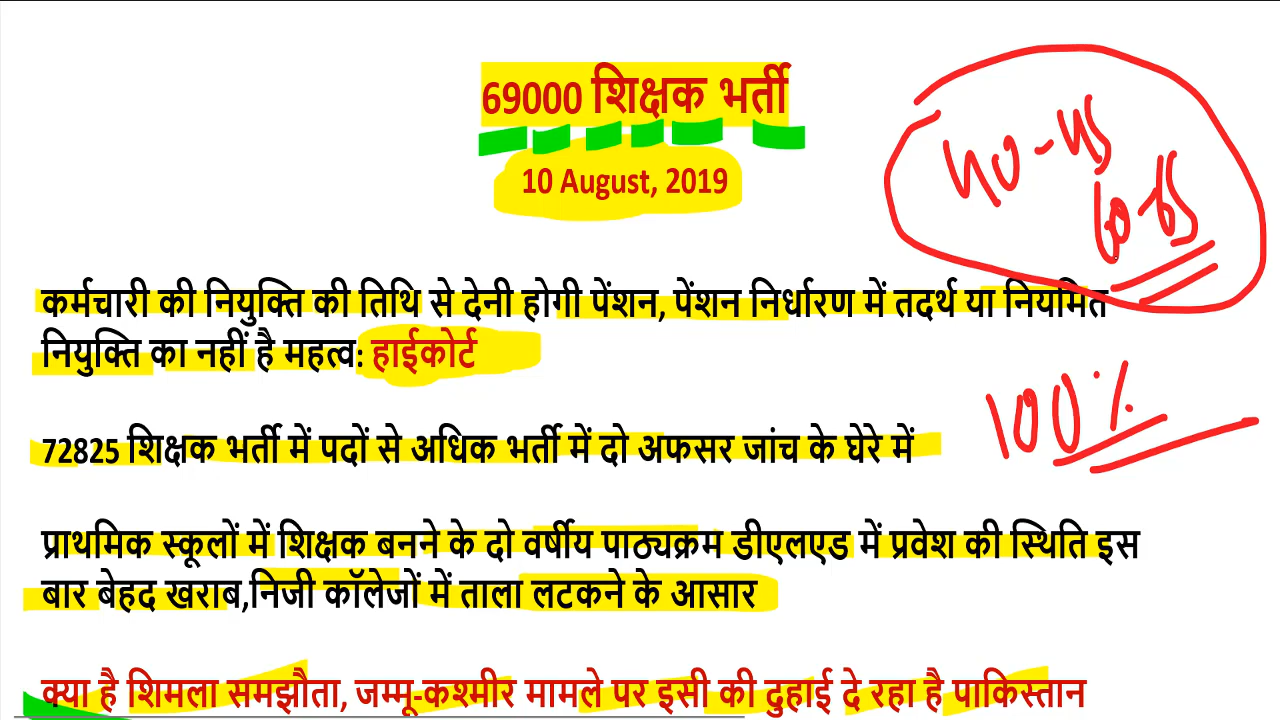 69000 शिक्षक भर्ती
10 August, 2019
40-45
60-65
कर्मचारी की नियुक्ति की तिथि से देनी होगी पेंशन, पेंशन निर्धारण में तदर्थ या नियमित
नियुक्ति का नहीं है महत्व: हाईकोर्ट
100%
72825 शिक्षक भर्ती में पदों से अधिक भर्ती में दो अफसर जांच के घेरे में
प्राथमिक स्कूलों में शिक्षक बनने के दो वर्षीय पाठ्यक्रम डीएलएड में प्रवेश की स्थिति इस
बार बेहद खराब,निजी कॉलेजों में ताला लटकने के आसार
क्या है शिमला समझौता, जम्मू-कश्मीर मामले पर इसी की दुहाई दे रहा है पाकिस्तान